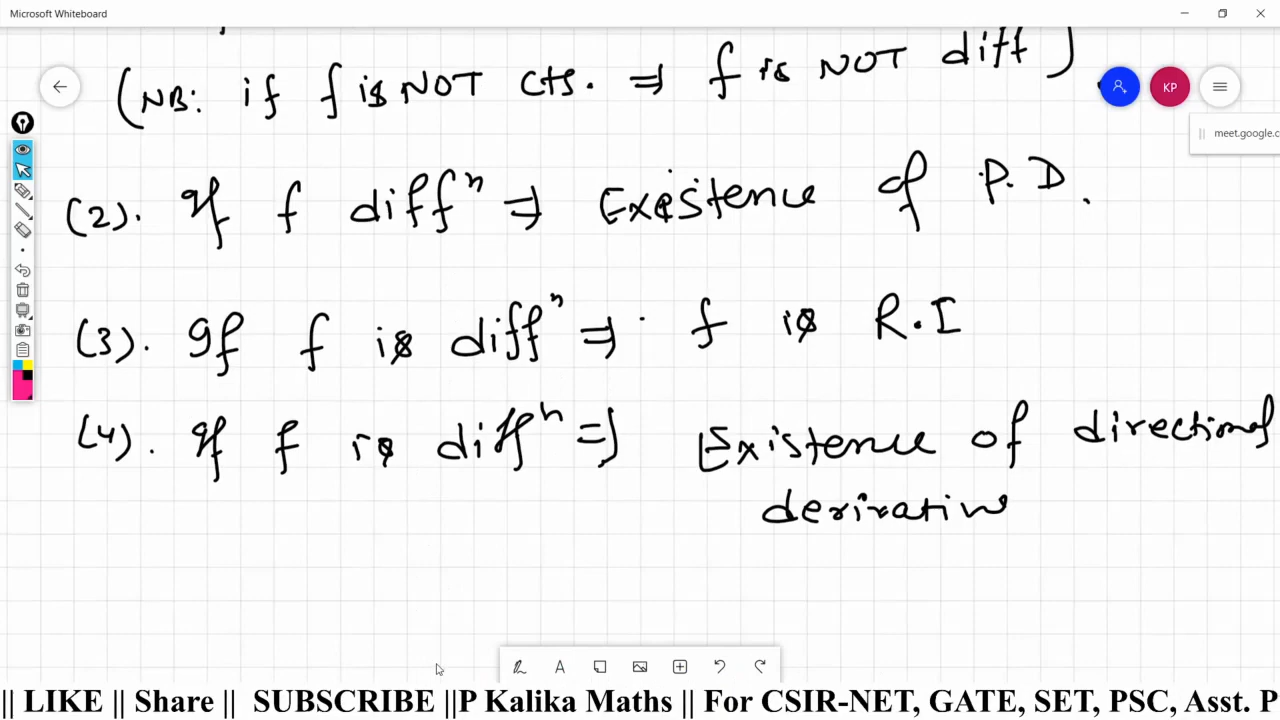 Microsoft Whiteboard
(NB: if f is NOT cts. ⇒ f is NOT diff)
KP
meet.google.c
(2). If f diffⁿ ⇒ Existence of P.D.
(3). If f is diffⁿ ⇒ f is R.I
(4). If f is diffⁿ ⇒ Existence of directional
derivative
A
|| LIKE || Share || SUBSCRIBE ||P Kalika Maths || For CSIR-NET, GATE, SET, PSC, Asst. P